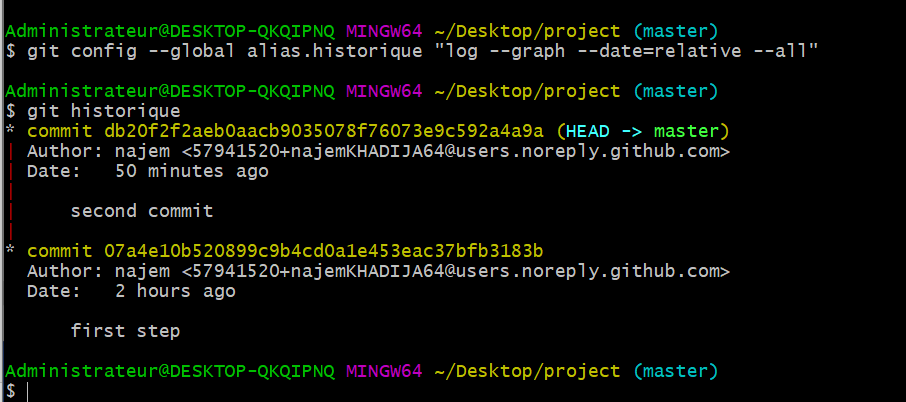 Administrateur@DESKTOP-QKQIPNQ MINGW64 ~/Desktop/project (master)
$ git config --global alias.historique "log --graph --date=relative --all"
Administrateur@DESKTOP-QKQIPNQ MINGW64 ~/Desktop/project (master)
$ git historique
* commit db20f2f2aeb0aacb9035078f76073e9c592a4a9a (HEAD -> master)
| Author: najem <57941520+najemKHADIJA64@users.noreply.github.com>
| Date:   50 minutes ago
|
|     second commit
|
* commit 07a4e10b520899c9b4cd0a1e453eac37bfb3183b
  Author: najem <57941520+najemKHADIJA64@users.noreply.github.com>
  Date:   2 hours ago
      first step
Administrateur@DESKTOP-QKQIPNQ MINGW64 ~/Desktop/project (master)
$